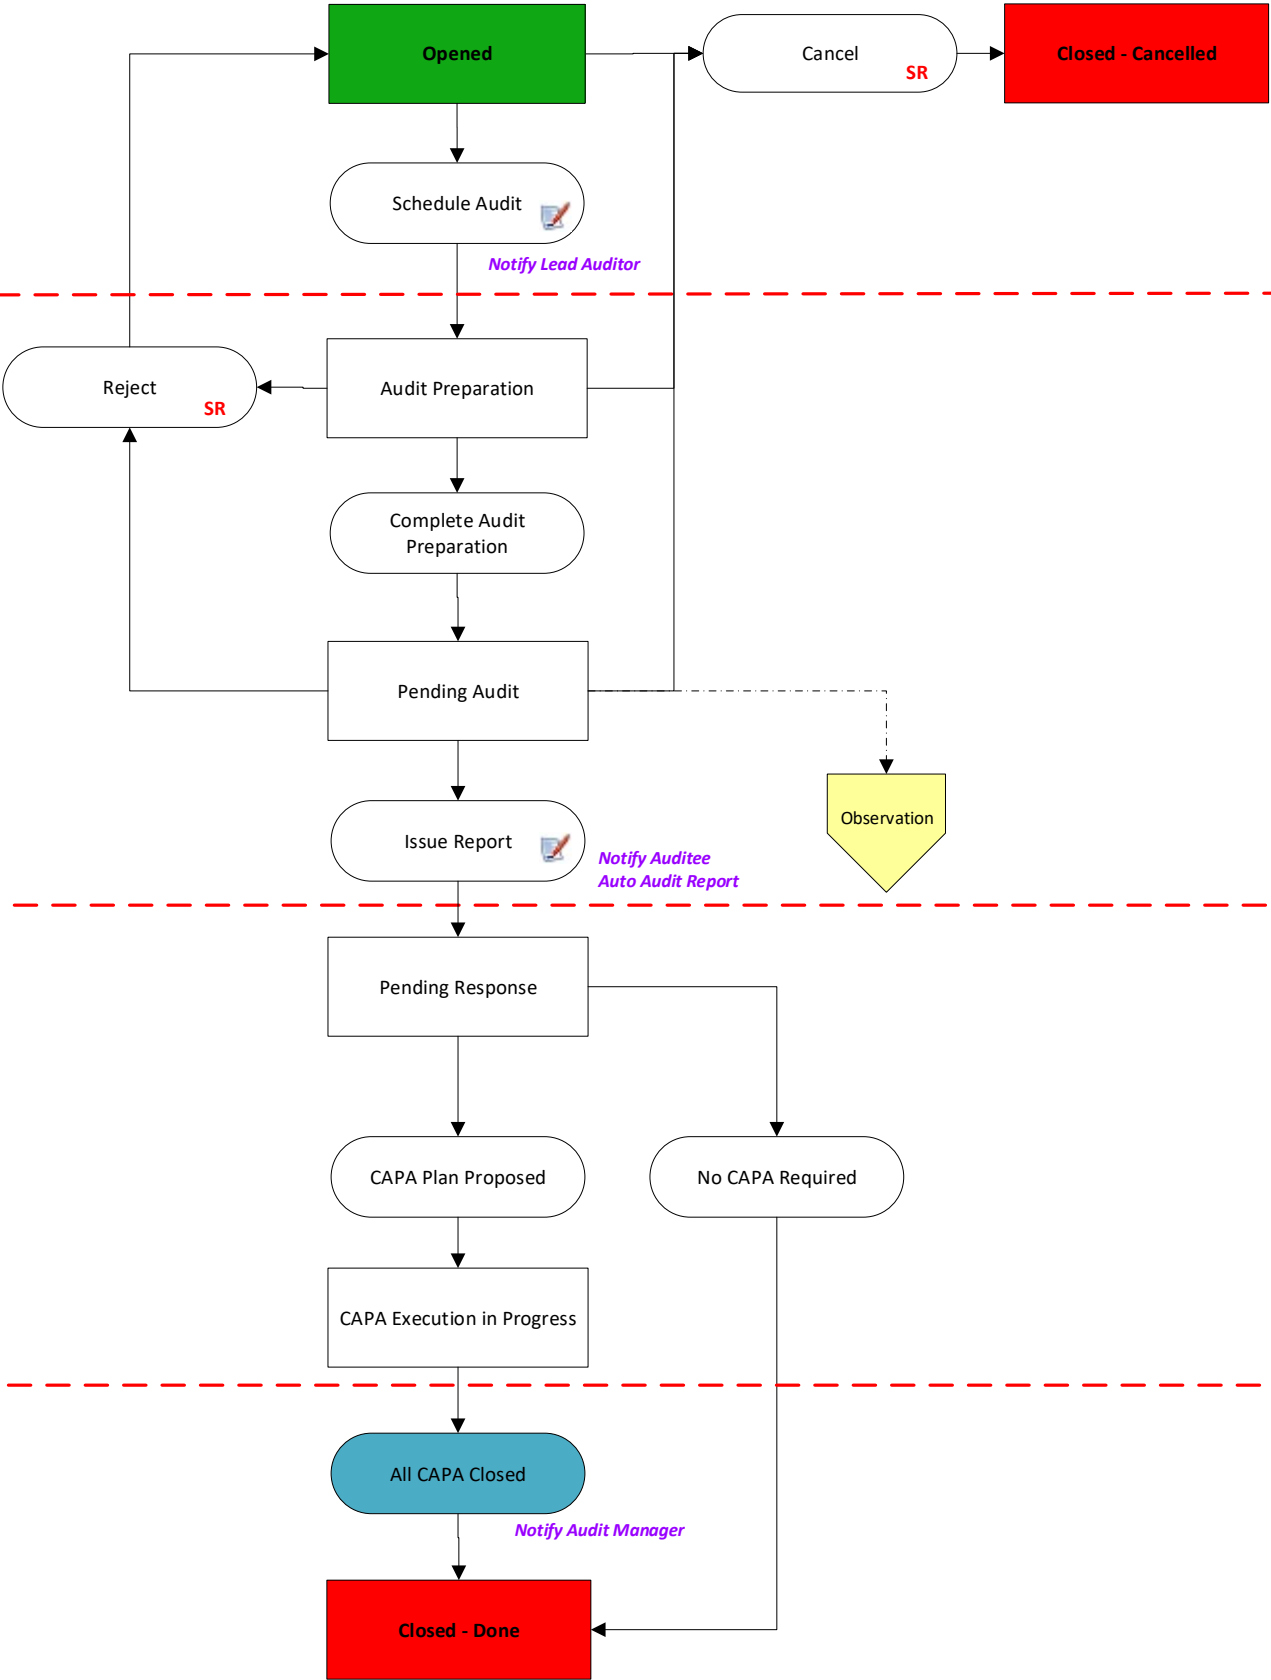 Opened
Cancel
SR
Closed - Cancelled
Schedule Audit
Notify Lead Auditor
Reject
SR
Audit Preparation
Complete Audit
Preparation
Pending Audit
Observation
Issue Report
Notify Auditee
Auto Audit Report
Pending Response
CAPA Plan Proposed
No CAPA Required
CAPA Execution in Progress
All CAPA Closed
Notify Audit Manager
Closed - Done